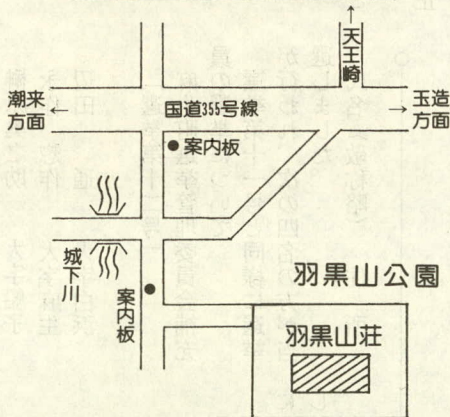 ↑
天王崎
潮来
方面
←
国道355号線
→
玉造
方面
案内板
城下川
案内板
羽黒山公園
羽黒山荘